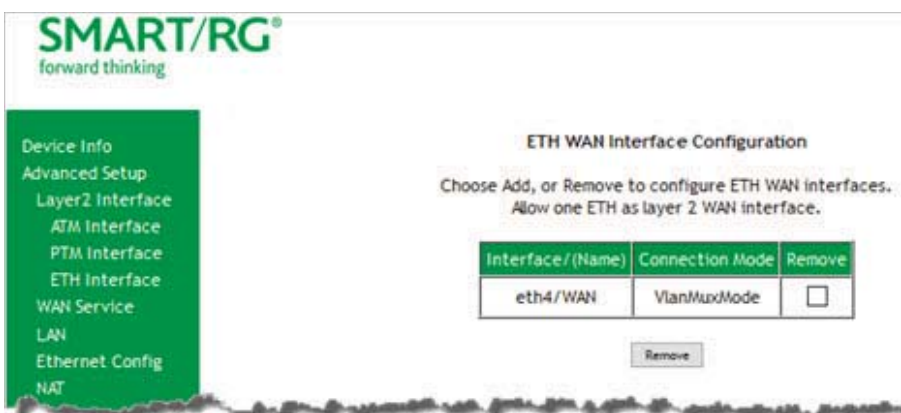 SMART/RG®
forward thinking
Device Info
Advanced Setup
Layer2 Interface
ATM Interface
PTM Interface
ETH Interface
WAN Service
LAN
Ethernet Config
NAT
ETH WAN Interface Configuration
Choose Add, or Remove to configure ETH WAN interfaces.
Allow one ETH as layer 2 WAN interface.
Interface/(Name) Connection Mode Remove
eth4/WAN VlanMuxMode
Remove